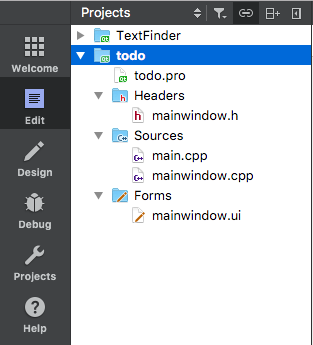 Projects
TextFinder
todo
todo.pro
Headers
mainwindow.h
Sources
main.cpp
mainwindow.cpp
Forms
mainwindow.ui
Welcome
Edit
Design
Debug
Projects
Help